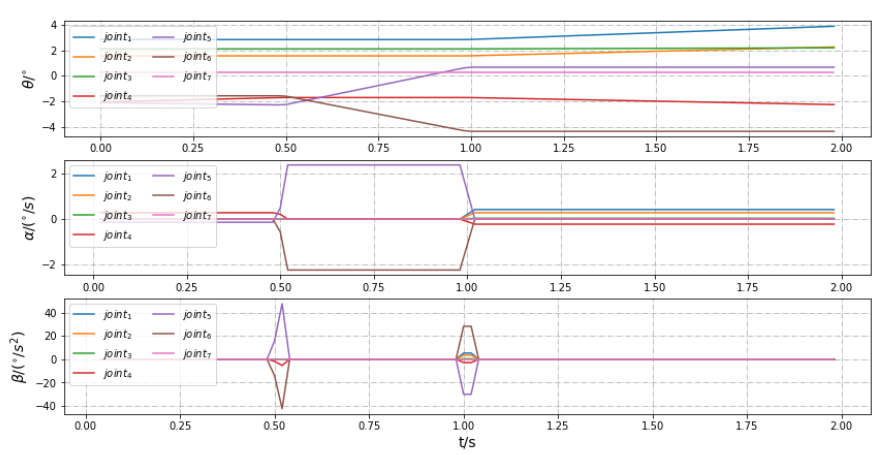 4
2
0
−2
−4
θ/°
joint1 joint5
joint2 joint6
joint3 joint7
joint4
0.00 0.25 0.50 0.75 1.00 1.25 1.50 1.75 2.00
2
0
−2
α/(°/s)
joint1 joint5
joint2 joint6
joint3 joint7
joint4
0.00 0.25 0.50 0.75 1.00 1.25 1.50 1.75 2.00
40
20
0
−20
−40
β/(°/s²)
joint1 joint5
joint2 joint6
joint3 joint7
joint4
0.00 0.25 0.50 0.75 1.00 1.25 1.50 1.75 2.00
t/s